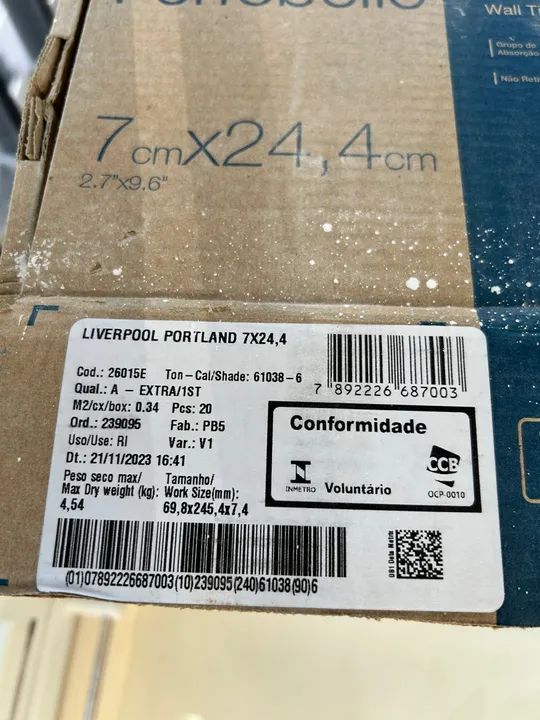 Portobello
Wall
Grupo de
Absorção
Não
7cmX24,4cm
2.7"x9.6"
LIVERPOOL PORTLAND 7X24,4
Cod.: 26015E Ton-Cal/Shade: 61038-6
Qual.: A - EXTRA/1ST
7 892226 687003
M2/cx/box: 0.34 Pcs: 20
Ord.: 239095 Fab.: PB5
Uso/Use: RI Var.: V1
Dt.: 21/11/2023 16:41
Peso seco max/ Tamanho/
Max Dry weight (kg): Work Size(mm):
4,54 69,8x245,4x7,4
Conformidade
INMETRO Voluntário
CCB
OCP-0010
GS1 Data Matrix
(01)07892226687003(10)239095(240)61038(90)6